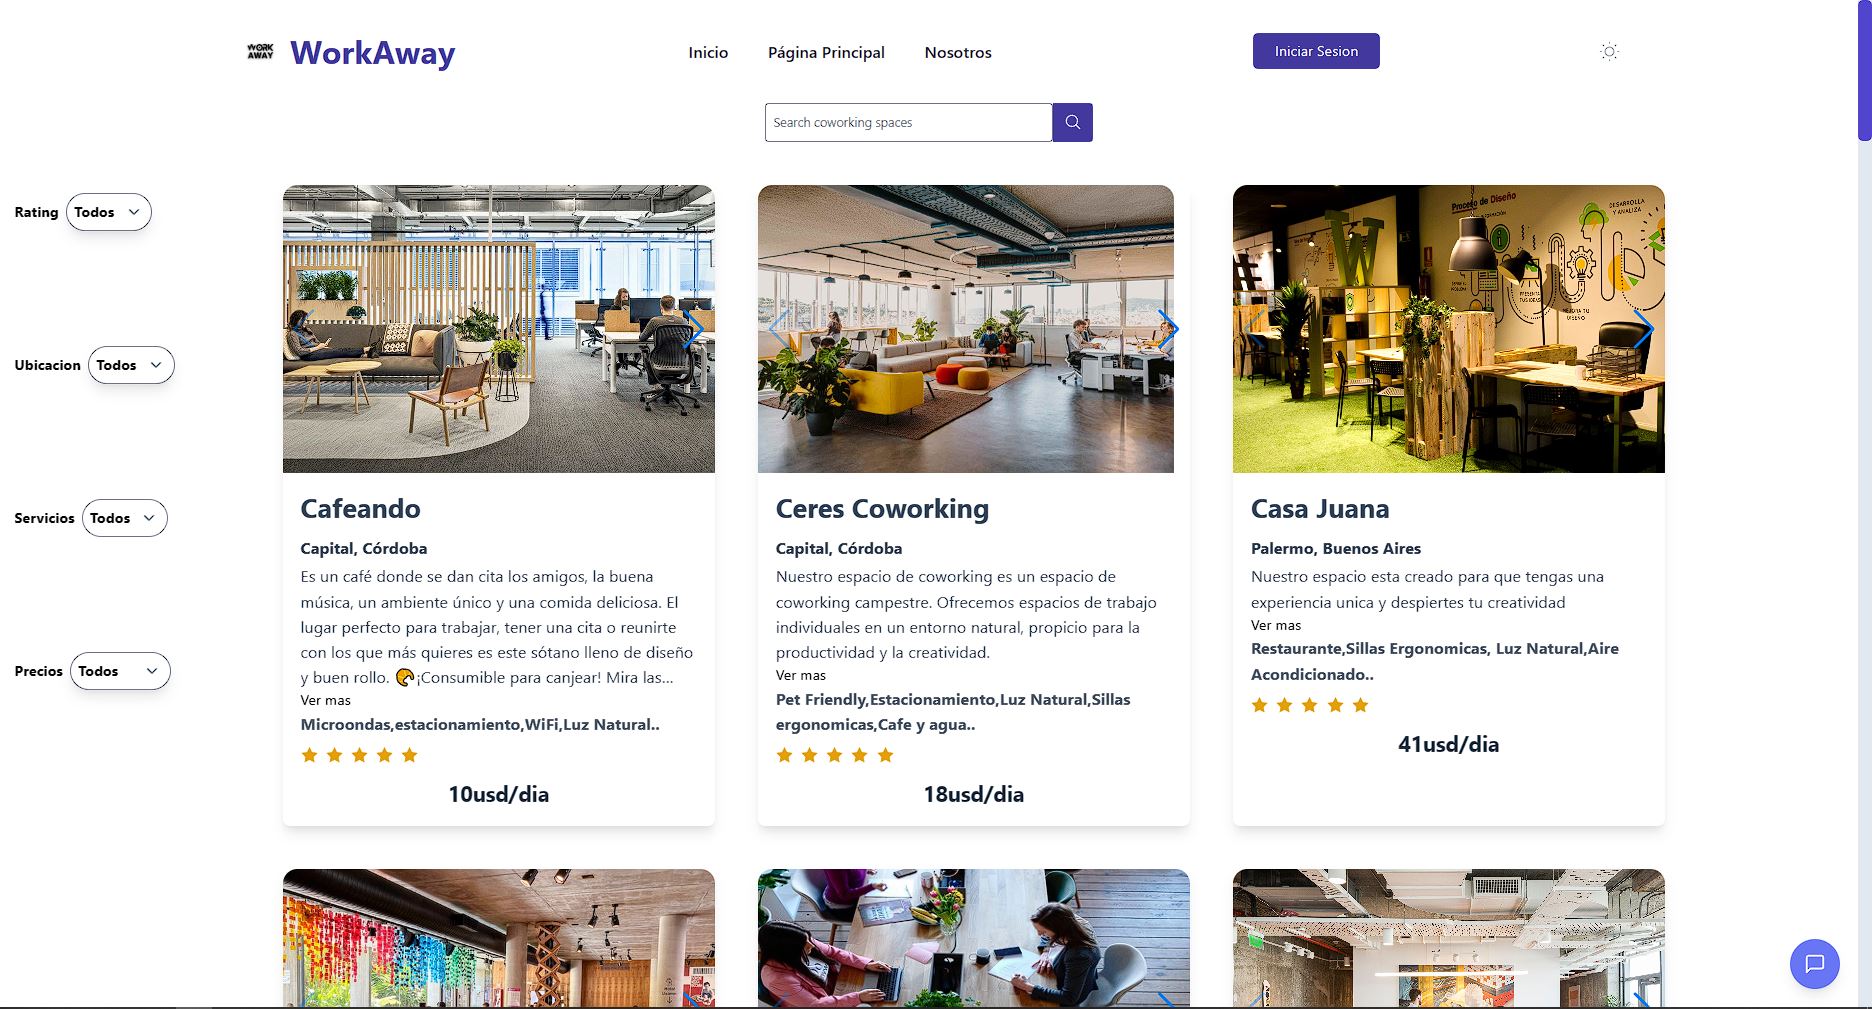 WORK
AWAY
WorkAway
Inicio
Página Principal
Nosotros
Iniciar Sesion
Search coworking spaces
Rating
Todos
Ubicacion
Todos
Servicios
Todos
Precios
Todos
Cafeando
Capital, Córdoba
Es un café donde se dan cita los amigos, la buena
música, un ambiente único y una comida deliciosa. El
lugar perfecto para trabajar, tener una cita o reunirte
con los que más quieres es este sótano lleno de diseño
y buen rollo. ¡Consumible para canjear! Mira las...
Ver mas
Microondas,estacionamiento,WiFi,Luz Natural..
10usd/dia
Ceres Coworking
Capital, Córdoba
Nuestro espacio de coworking es un espacio de
coworking campestre. Ofrecemos espacios de trabajo
individuales en un entorno natural, propicio para la
productividad y la creatividad.
Ver mas
Pet Friendly,Estacionamiento,Luz Natural,Sillas
ergonomicas,Cafe y agua..
18usd/dia
Proceso de Diseño
DESARROLLA
Y ANALIZA
Casa Juana
Palermo, Buenos Aires
Nuestro espacio esta creado para que tengas una
experiencia unica y despiertes tu creatividad
Ver mas
Restaurante,Sillas Ergonomicas, Luz Natural,Aire
Acondicionado..
41usd/dia